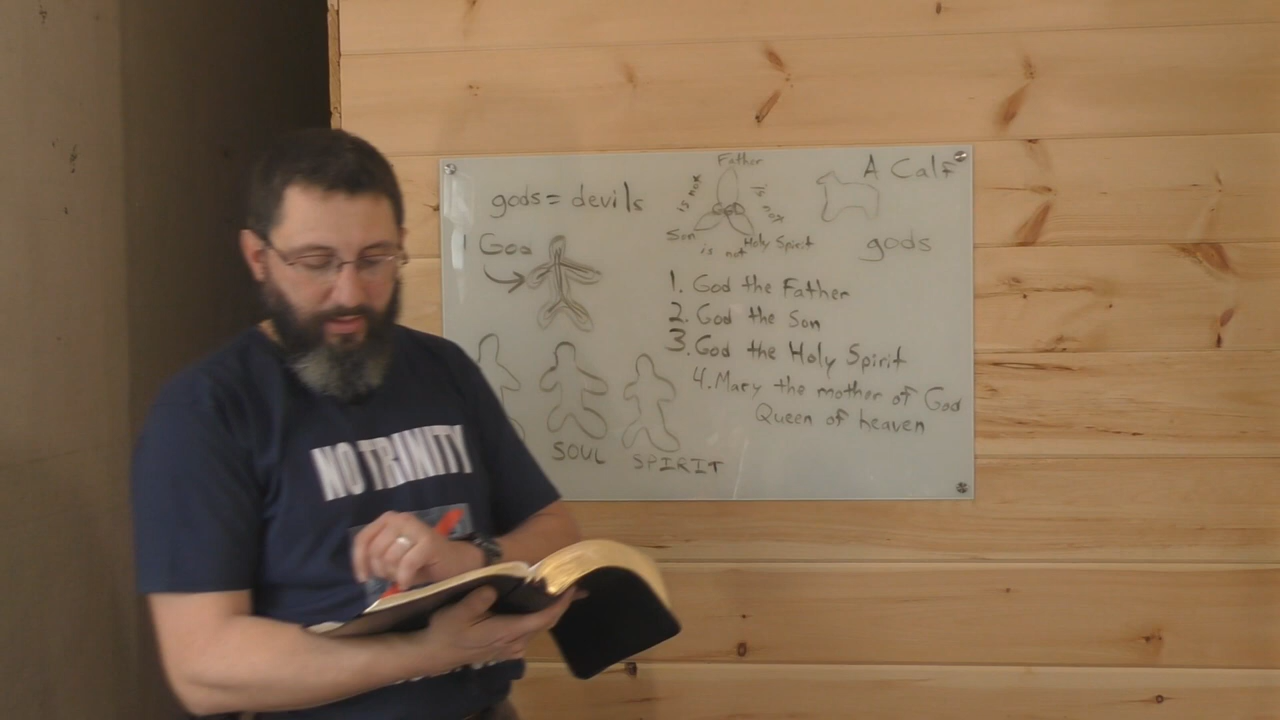 gods = devils
1 God
SOUL
SPIRIT
Father
is not
is not
GOD
Son
is not
Holy Spirit
A Calf
gods
1. God the Father
2. God the Son
3. God the Holy Spirit
4. Mary the mother of God
Queen of heaven
NO TRINITY